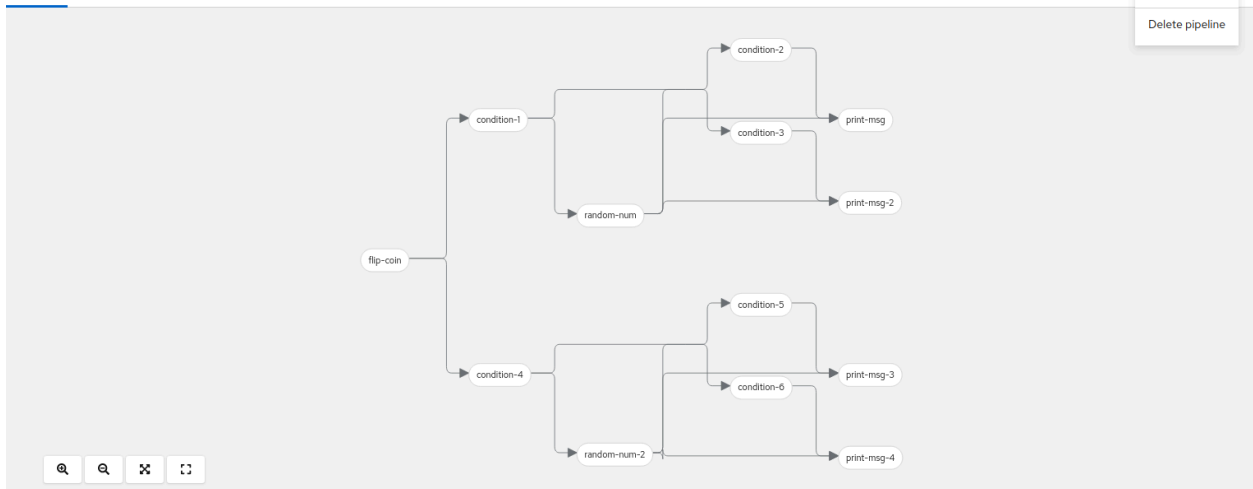 Delete pipeline
condition-2
condition-1
print-msg
condition-3
print-msg-2
random-num
flip-coin
condition-5
condition-4
print-msg-3
condition-6
random-num-2
print-msg-4